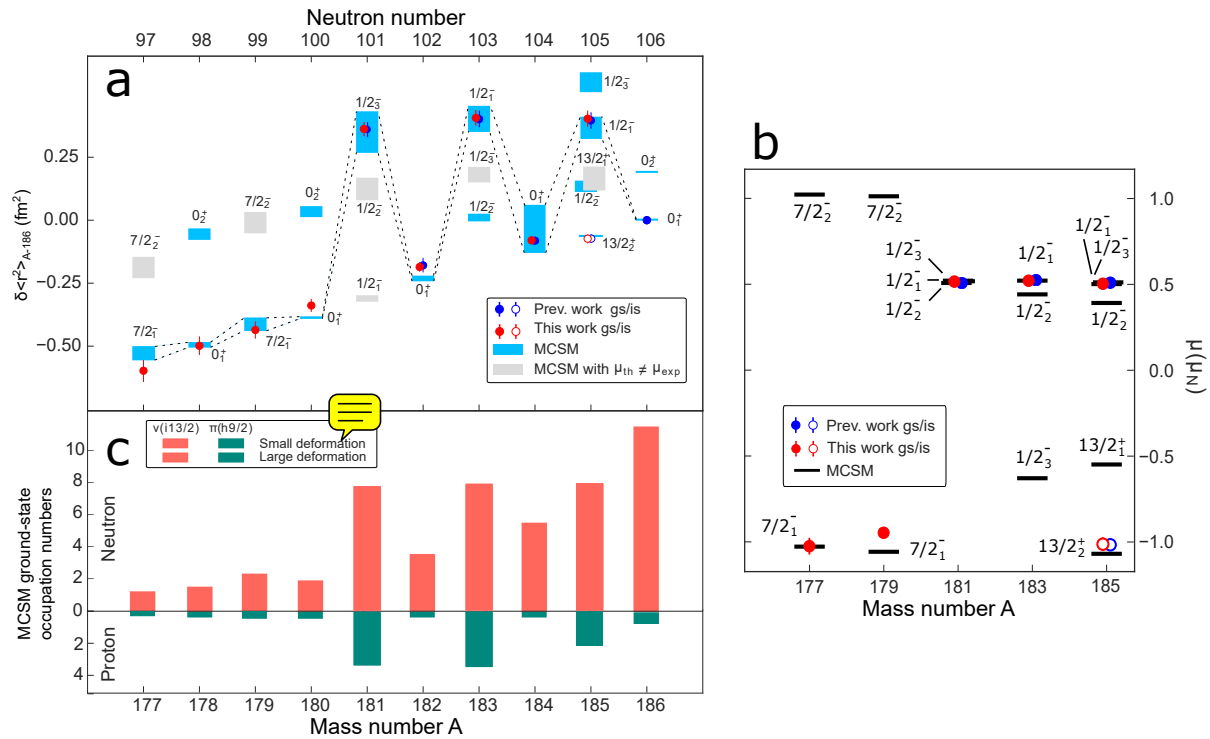 Neutron number
97 98 99 100 101 102 103 104 105 106
a
δ<r²>A-186 (fm²)
0.25
0.00
−0.25
−0.50
7/2₂⁻
7/2₁⁻
0₂⁺
0₁⁺
7/2₂⁻
7/2₁⁻
0₂⁺
0₁⁺
1/2₃⁻
1/2₂⁻
1/2₁⁻
0₁⁺
1/2₁⁻
1/2₃⁻
1/2₂⁻
0₁⁺
1/2₃⁻
1/2₁⁻
13/2₁⁺
1/2₂⁻
13/2₂⁺
0₂⁺
0₁⁺
Prev. work gs/is
This work gs/is
MCSM
MCSM with μth ≠ μexp
c
ν(i13/2) π(h9/2)
Small deformation
Large deformation
MCSM ground-state
occupation numbers
Neutron
Proton
10
8
6
4
2
0
2
4
177 178 179 180 181 182 183 184 185 186
Mass number A
b
7/2₂⁻
7/2₂⁻
1/2₃⁻
1/2₁⁻
1/2₂⁻
1/2₁⁻
1/2₂⁻
1/2₁⁻
1/2₃⁻
1/2₂⁻
1/2₃⁻
13/2₁⁺
7/2₁⁻
7/2₁⁻
13/2₂⁺
Prev. work gs/is
This work gs/is
MCSM
1.0
0.5
0.0
−0.5
−1.0
μ(μN)
177 179 181 183 185
Mass number A